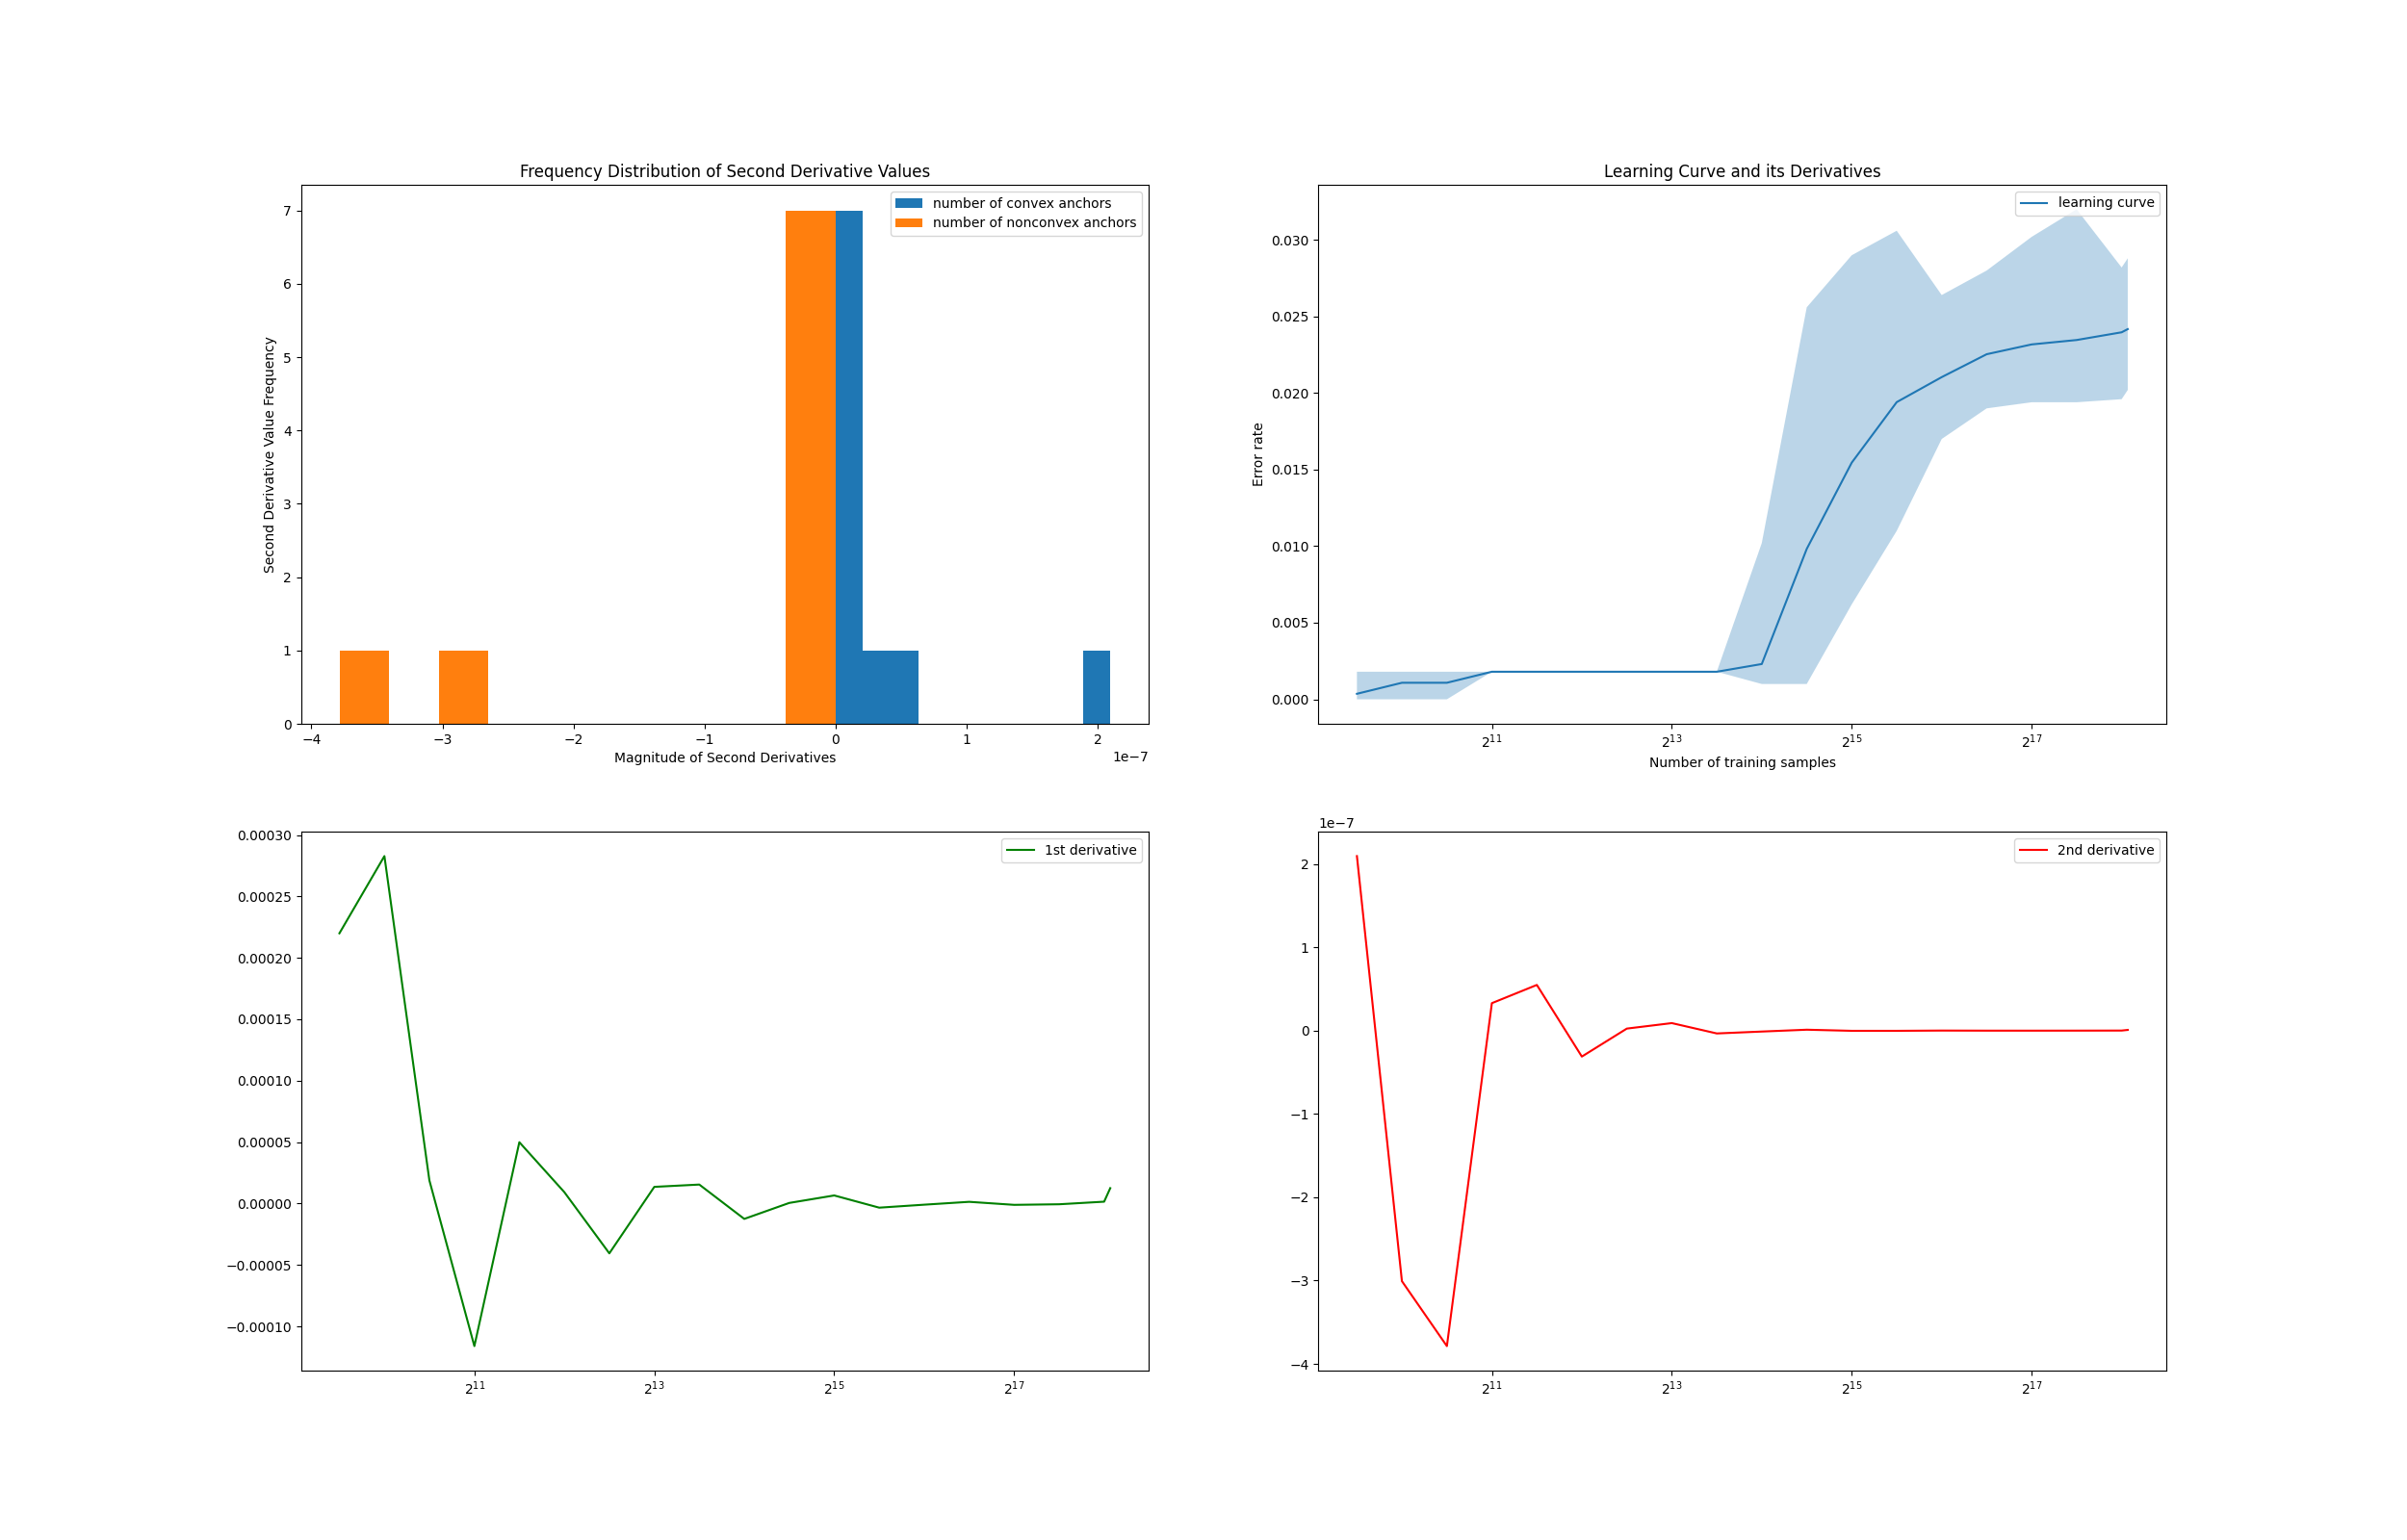 Frequency Distribution of Second Derivative Values
number of convex anchors
number of nonconvex anchors
Second Derivative Value Frequency
7
6
5
4
3
2
1
0
−4 −3 −2 −1 0 1 2
1e−7
Magnitude of Second Derivatives
Learning Curve and its Derivatives
learning curve
Error rate
0.030
0.025
0.020
0.015
0.010
0.005
0.000
2^11 2^13 2^15 2^17
Number of training samples
1st derivative
0.00030
0.00025
0.00020
0.00015
0.00010
0.00005
0.00000
−0.00005
−0.00010
2^11 2^13 2^15 2^17
1e−7
2nd derivative
2
1
0
−1
−2
−3
−4
2^11 2^13 2^15 2^17